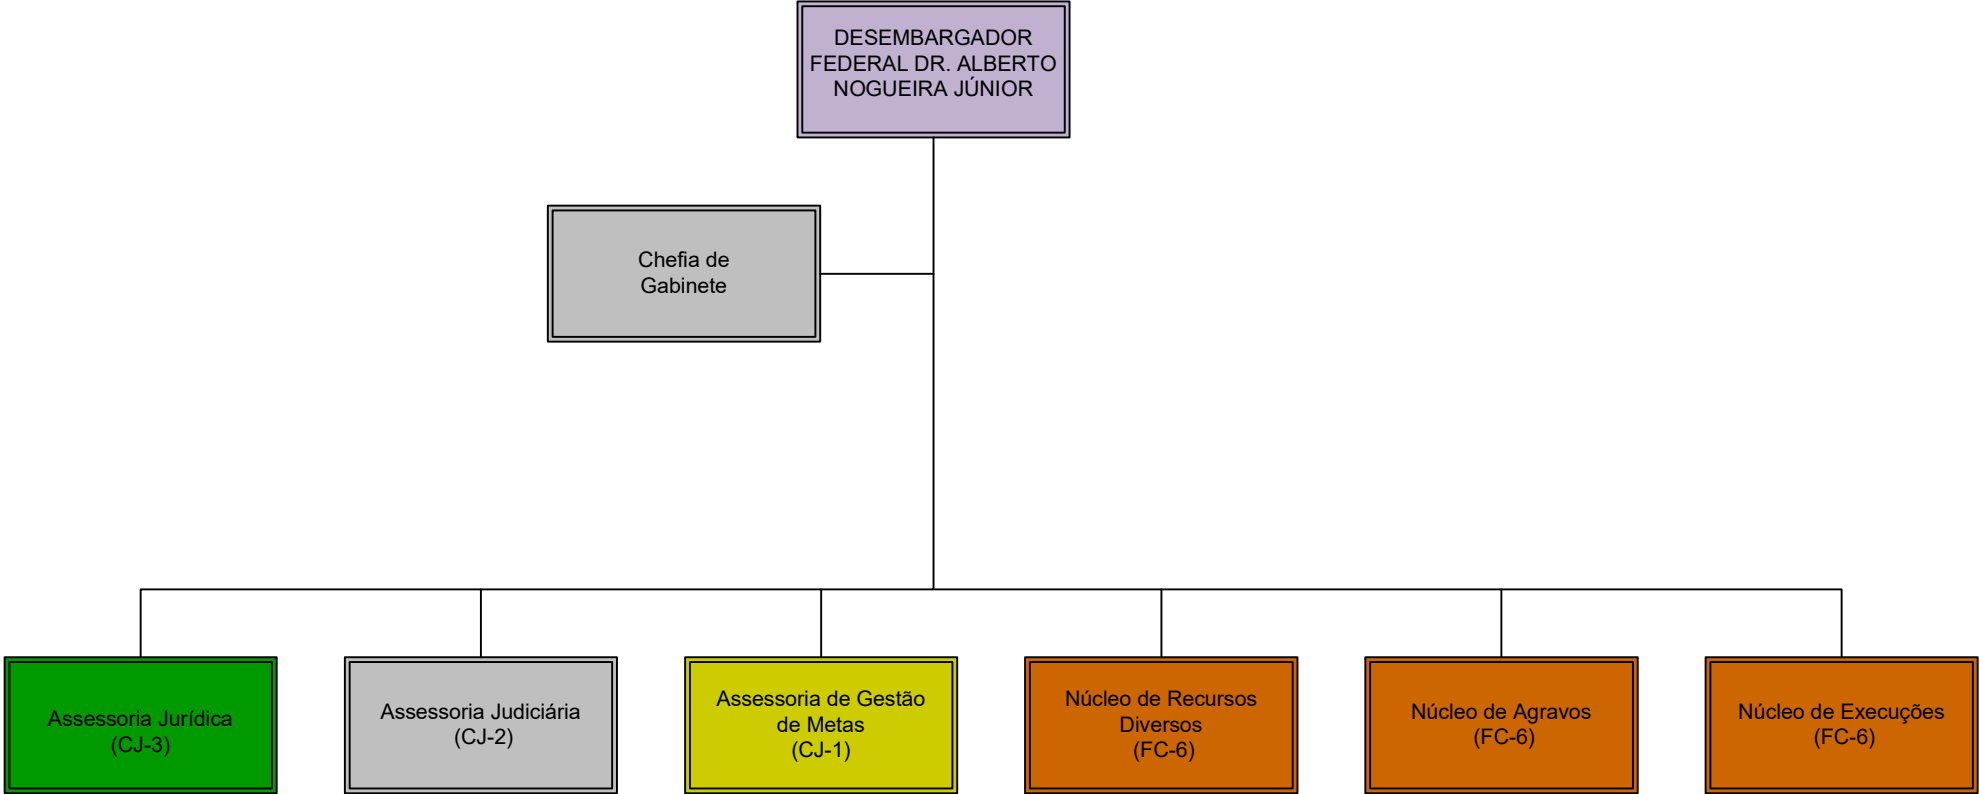 DESEMBARGADOR
FEDERAL DR. ALBERTO
NOGUEIRA JÚNIOR
Chefia de
Gabinete
Assessoria Jurídica
(CJ-3)
Assessoria Judiciária
(CJ-2)
Assessoria de Gestão
de Metas
(CJ-1)
Núcleo de Recursos
Diversos
(FC-6)
Núcleo de Agravos
(FC-6)
Núcleo de Execuções
(FC-6)